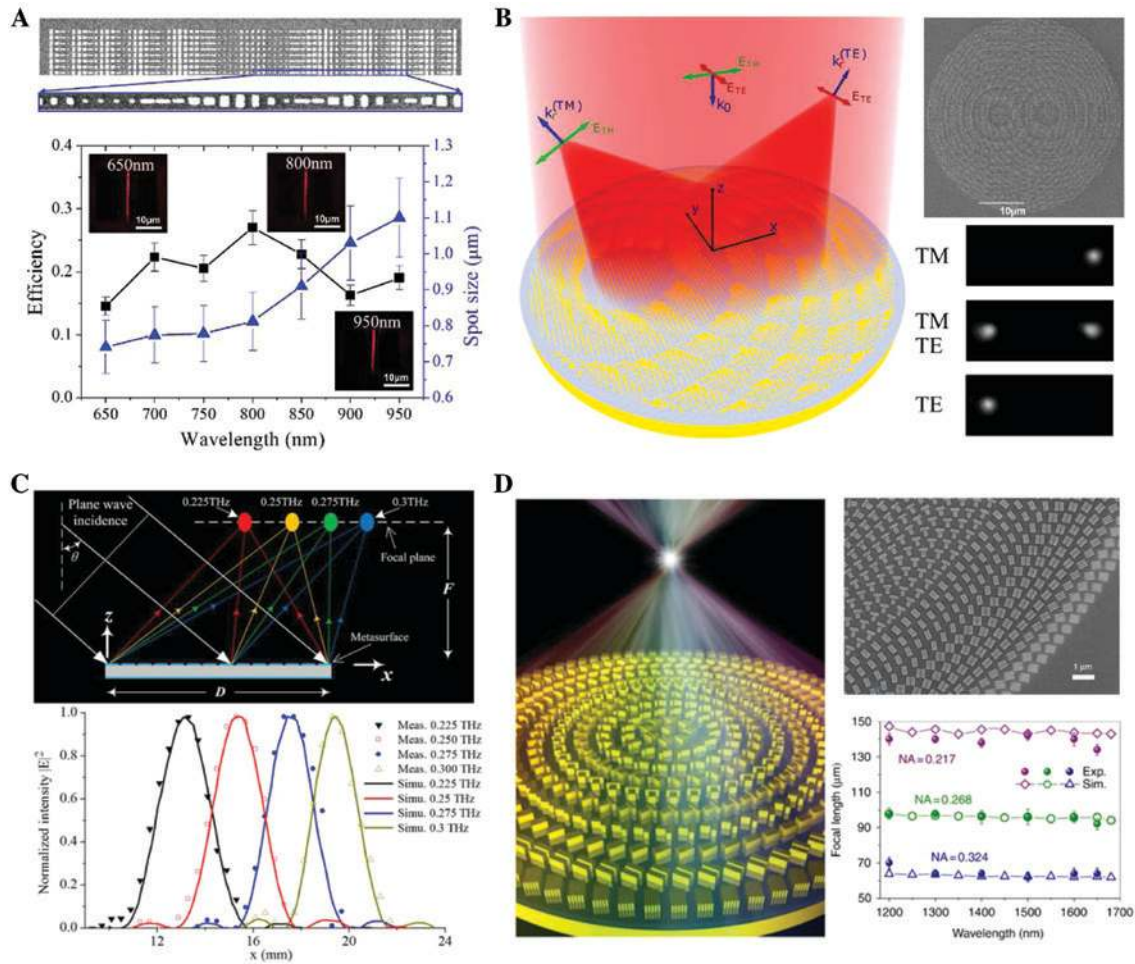 A
650nm
10μm
800nm
10μm
950nm
10μm
0.4
0.3
0.2
0.1
0.0
Efficiency
1.3
1.2
1.1
1.0
0.9
0.8
0.7
0.6
0.5
Spot size (μm)
650 700 750 800 850 900 950
Wavelength (nm)
B
E_TM
E_TE
k_0
E_TE
E_TM
z
y
x
10μm
TM
TM
TE
TE
C
Plane wave
incidence
θ
0.225THz 0.25THz 0.275THz 0.3THz
Focal plane
F
z
Metasurface
x
D
1.0
0.8
0.6
0.4
0.2
0.0
Normalized intensity |E|²
Meas. 0.225 THz
Meas. 0.250 THz
Meas. 0.275 THz
Meas. 0.300 THz
Simu. 0.225 THz
Simu. 0.25 THz
Simu. 0.275 THz
Simu. 0.3 THz
12 16 20 24
x (mm)
D
1 μm
150
130
110
90
70
50
Focal length (μm)
NA = 0.217
Exp.
Sim.
NA = 0.268
NA = 0.324
1200 1300 1400 1500 1600 1700
Wavelength (nm)